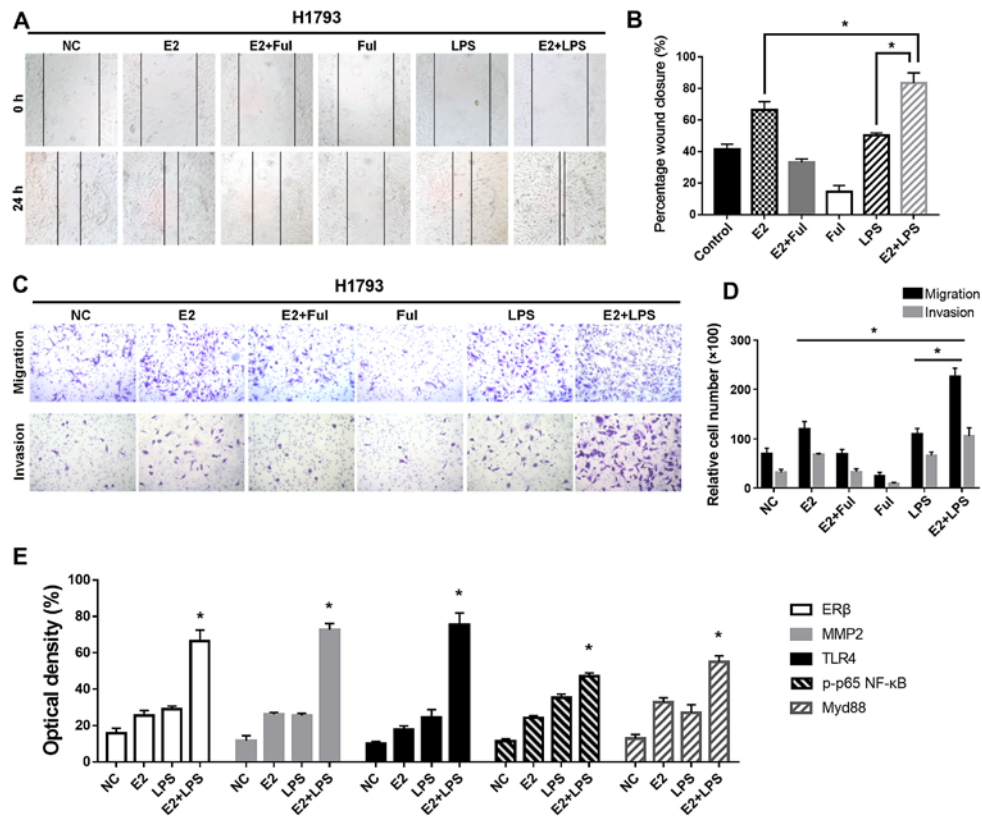 A
H1793
NC E2 E2+Ful Ful LPS E2+LPS
0 h
24 h
B
*
*
Percentage wound closure (%)
100
80
60
40
20
0
Control E2 E2+Ful Ful LPS E2+LPS
C
H1793
NC E2 E2+Ful Ful LPS E2+LPS
Migration
Invasion
D
Migration
Invasion
*
*
Relative cell number (×100)
300
200
100
0
NC E2 E2+Ful Ful LPS E2+LPS
E
Optical density (%)
100
80
60
40
20
0
* * * * *
NC E2 LPS E2+LPS NC E2 LPS E2+LPS NC E2 LPS E2+LPS NC E2 LPS E2+LPS NC E2 LPS E2+LPS
ERβ
MMP2
TLR4
p-p65 NF-κB
Myd88